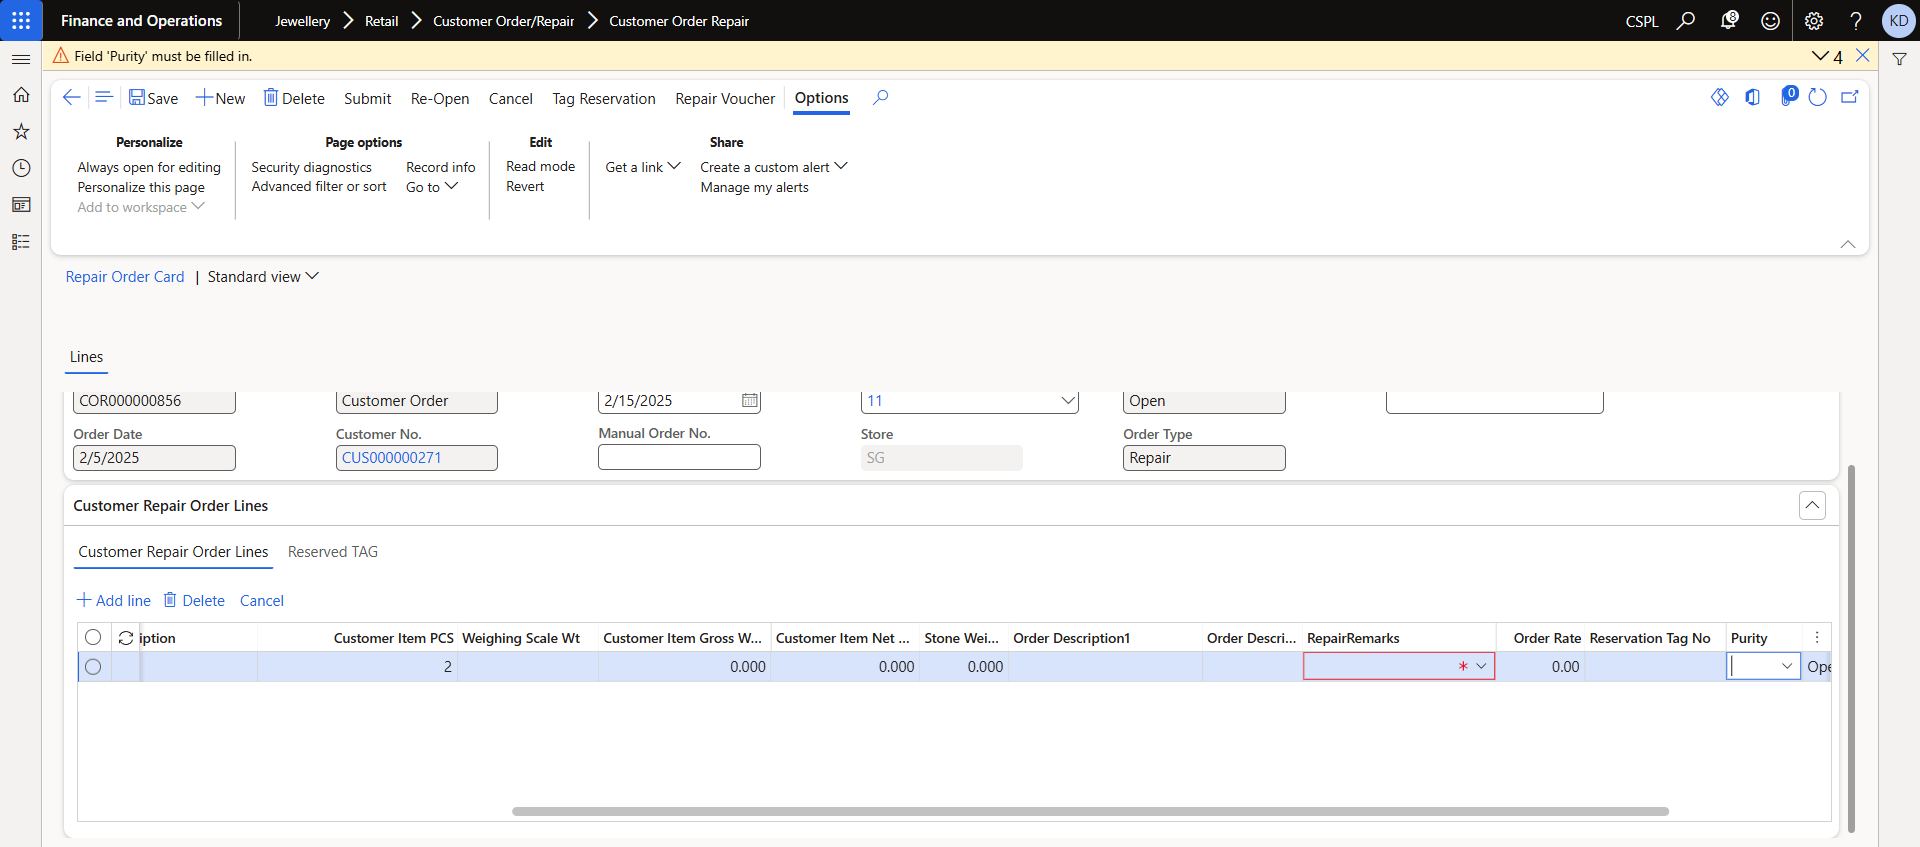 Finance and Operations
Jewellery Retail Customer Order/Repair Customer Order Repair
CSPL 8 ? KD
Field 'Purity' must be filled in. 4
Save New Delete Submit Re-Open Cancel Tag Reservation Repair Voucher Options 0
Personalize Page options Edit Share
Always open for editing Security diagnostics Record info Read mode Get a link Create a custom alert
Personalize this page Advanced filter or sort Go to Revert Manage my alerts
Add to workspace
Repair Order Card | Standard view
Lines
COR000000856 Customer Order 2/15/2025 11 Open
Order Date Customer No. Manual Order No. Store Order Type
2/5/2025 CUS000000271 SG Repair
Customer Repair Order Lines
Customer Repair Order Lines Reserved TAG
Add line Delete Cancel
iption Customer Item PCS Weighing Scale Wt Customer Item Gross W... Customer Item Net ... Stone Wei... Order Description1 Order Descri... RepairRemarks Order Rate Reservation Tag No Purity
2 0.000 0.000 0.000 * 0.00 Ope